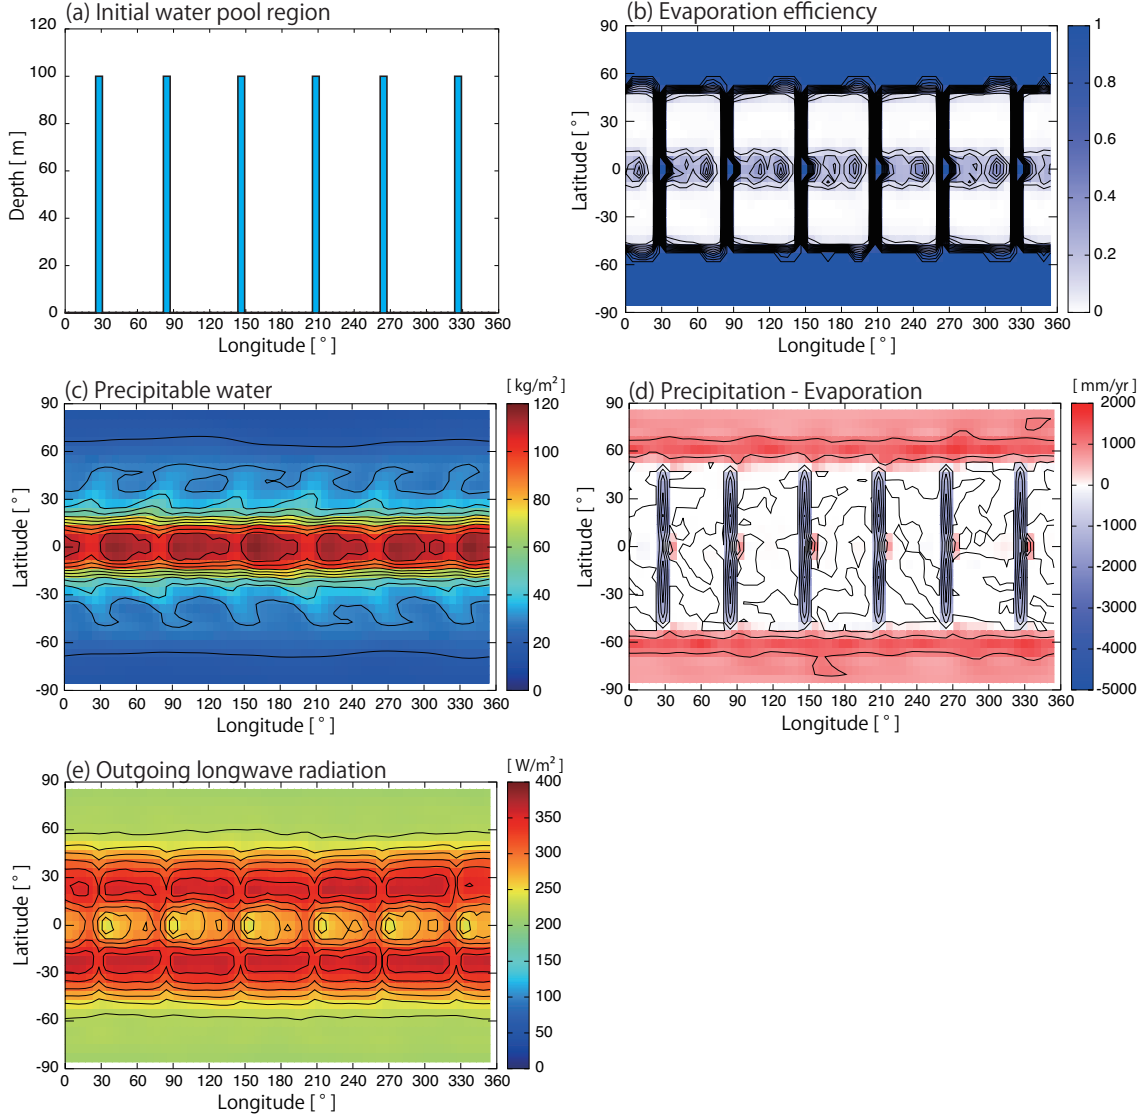 (a) Initial water pool region
120
100
80
60
40
20
0
Depth [ m ]
0 30 60 90 120 150 180 210 240 270 300 330 360
Longitude [ ° ]
(b) Evaporation efficiency
90
60
30
0
-30
-60
-90
Latitude [ ° ]
0 30 60 90 120 150 180 210 240 270 300 330 360
Longitude [ ° ]
1
0.8
0.6
0.4
0.2
0
(c) Precipitable water
[ kg/m² ]
90
60
30
0
-30
-60
-90
Latitude [ ° ]
0 30 60 90 120 150 180 210 240 270 300 330 360
Longitude [ ° ]
120
100
80
60
40
20
0
(d) Precipitation - Evaporation
[ mm/yr ]
90
60
30
0
-30
-60
-90
Latitude [ ° ]
0 30 60 90 120 150 180 210 240 270 300 330 360
Longitude [ ° ]
2000
1000
0
-1000
-2000
-3000
-4000
-5000
(e) Outgoing longwave radiation
[ W/m² ]
90
60
30
0
-30
-60
-90
Latitude [ ° ]
0 30 60 90 120 150 180 210 240 270 300 330 360
Longitude [ ° ]
400
350
300
250
200
150
100
50
0